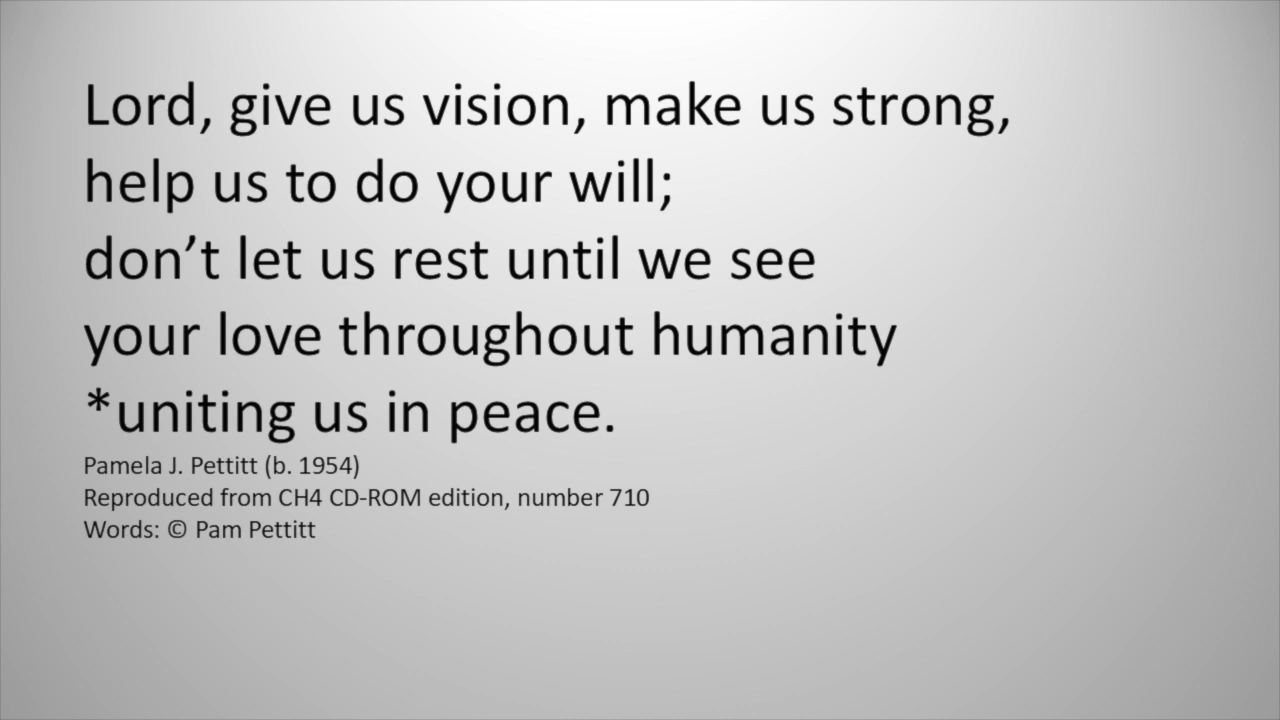 Lord, give us vision, make us strong,
help us to do your will;
don’t let us rest until we see
your love throughout humanity
*uniting us in peace.
Pamela J. Pettitt (b. 1954)
Reproduced from CH4 CD-ROM edition, number 710
Words: © Pam Pettitt